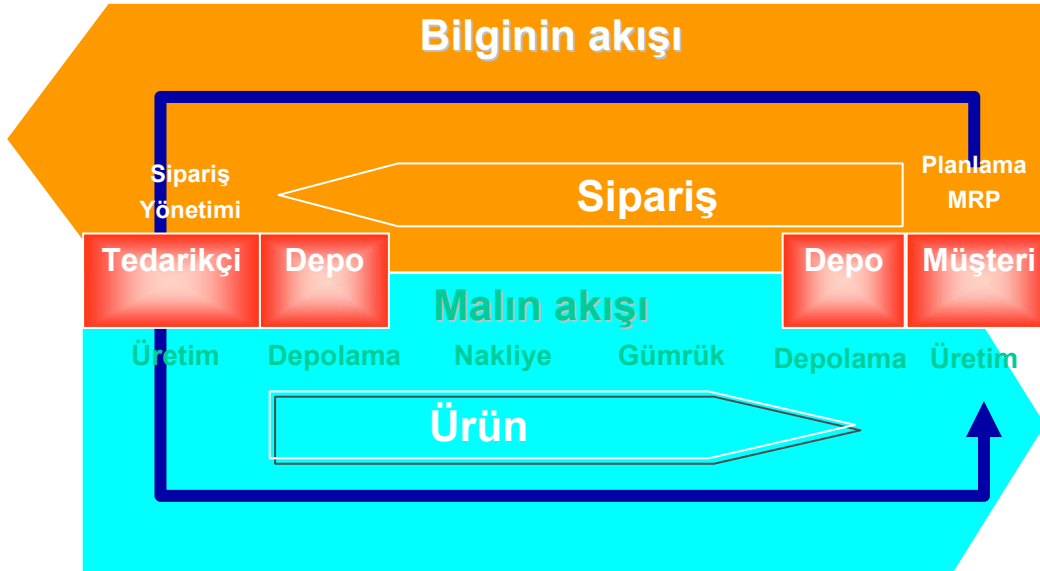 Bilginin akışı
Sipariş
Yönetimi
Sipariş
Planlama
MRP
Tedarikçi
Depo
Depo
Müşteri
Malın akışı
Üretim
Depolama
Nakliye
Gümrük
Depolama
Üretim
Ürün